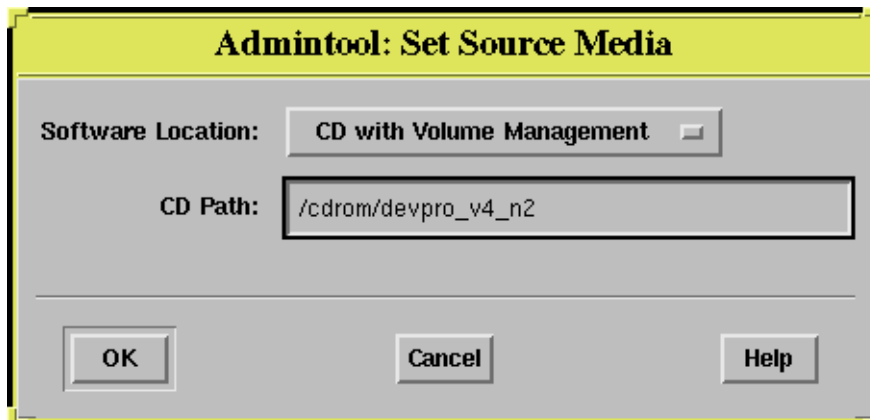 Admintool: Set Source Media
Software Location: CD with Volume Management
CD Path: /cdrom/devpro_v4_n2
OK Cancel Help